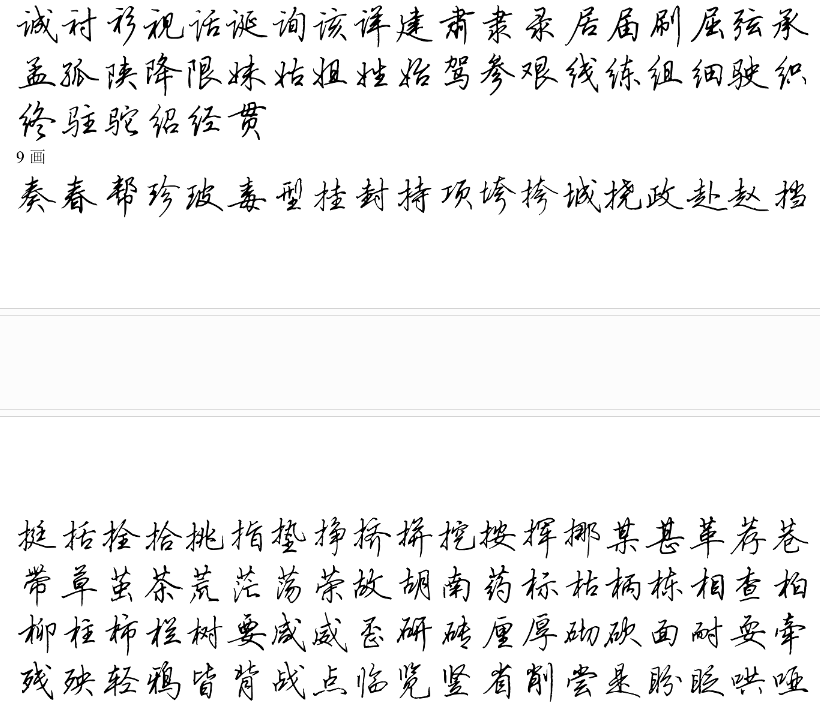 诚衬衫视话诞询该详建肃隶录居届刷屈弦承
孟孤陕降限妹姑姐姓始驾参艰线练组细驶织
终驻驼绍经贯
9 画
奏春帮珍玻毒型挂封持项垮挎城挠政赴赵挡
挺括拴拾挑指垫挣挤拼挖按挥挪某甚革荐巷
带草茧茶荒茫荡荣故胡南药标枯柄栋相查柏
柳柱柿栏树要咸威歪研砖厘厚砌砍面耐耍牵
残殃轻鸦皆背战点临览竖省削尝是盼眨哄哑